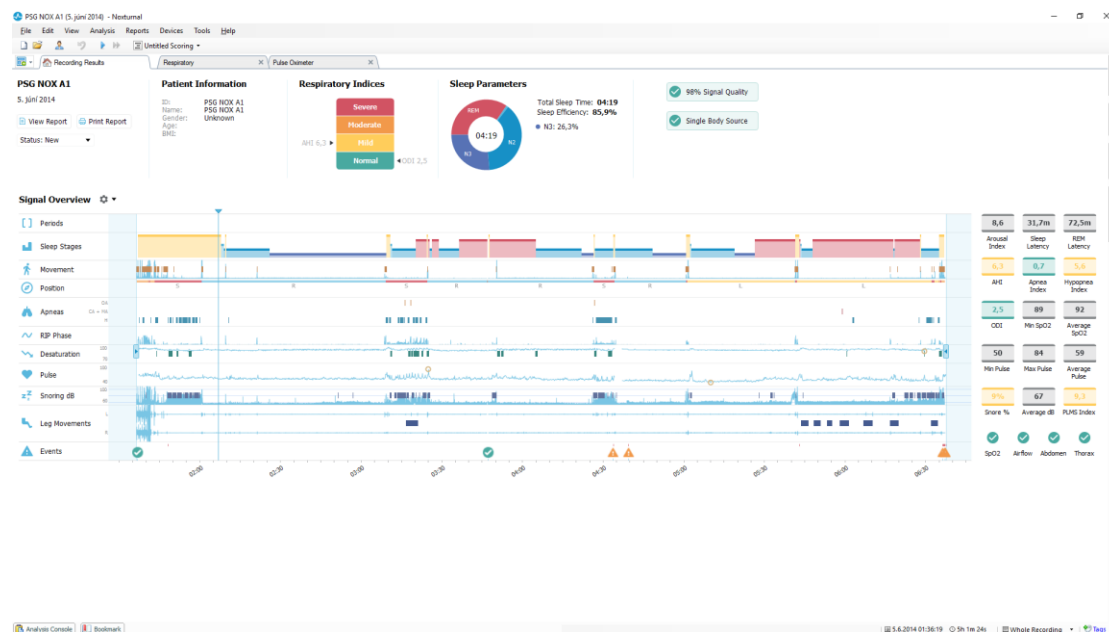 PSG NOX A1 (5. júní 2014) - Noxturnal
File Edit View Analysis Reports Devices Tools Help
Untitled Scoring
Recording Results
Respiratory
Pulse Oximeter
PSG NOX A1
5. júní 2014
View Report Print Report
Status: New
Patient Information
ID: PSG NOX A1
Name: PSG NOX A1
Gender: Unknown
Age:
BMI:
Respiratory Indices
Severe
Moderate
Mild
Normal
AHI 6,3
ODI 2,5
Sleep Parameters
REM
N2
N3
04:19
Total Sleep Time: 04:19
Sleep Efficiency: 85,9%
N3: 26,3%
98% Signal Quality
Single Body Source
Signal Overview
Periods
Sleep Stages
Movement
Position
S
S
S
S
Apneas
RIP Phase
Desaturation
100
Pulse
100
Snoring dB
100
Leg Movements
L
R
Events
02:00 02:30 03:00 03:30 04:00 04:30 05:00 05:30 06:00 06:30
8,6 31,7m 72,5m
Arousal Index Sleep Latency REM Latency
6,3 0,7 5,6
AHI Apnea Index Hypopnea Index
2,5 89 92
ODI Min SpO2 Average SpO2
50 84 59
Min Pulse Max Pulse Average Pulse
9% 67 9,3
Snore % Average dB PLMS Index
SpO2 Airflow Abdomen Thorax
Analysis Console Bookmark
5.6.2014 01:36:19 5h 1m 24s Whole Recording Tags